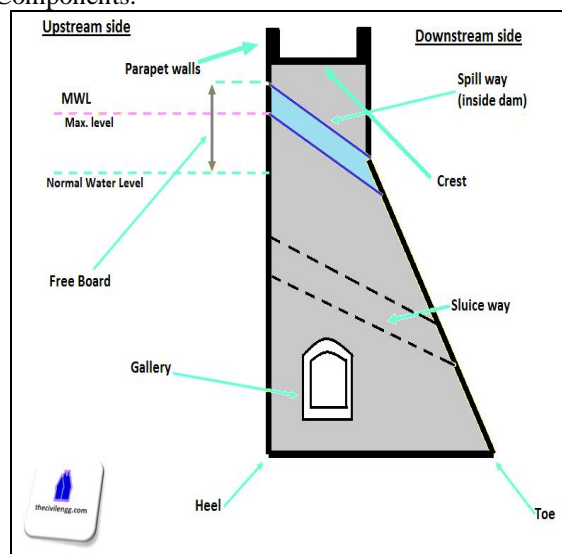 Components:
Upstream side
Downstream side
Parapet walls
Spill way
(inside dam)
MWL
Max. level
Crest
Normal Water Level
Free Board
Sluice way
Gallery
thecivilengg.com
Heel
Toe